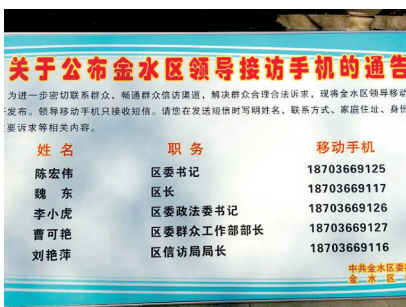 关于公布金水区领导接访手机的通告
为进一步密切联系群众，畅通群众信访渠道，解决群众合理合法诉求，现将金水区领导移动
发布。领导移动手机只接收短信。请您在发送短信时写明姓名、联系方式、家庭住址、身份
要诉求等相关内容。
姓名 职务 移动手机
陈宏伟 区委书记 18703669125
魏东 区长 18703669117
李小虎 区委政法委书记 18703669126
曹可艳 区委群众工作部部长 18703669127
刘艳萍 区信访局局长 18703669116
中共金水区委
金水区